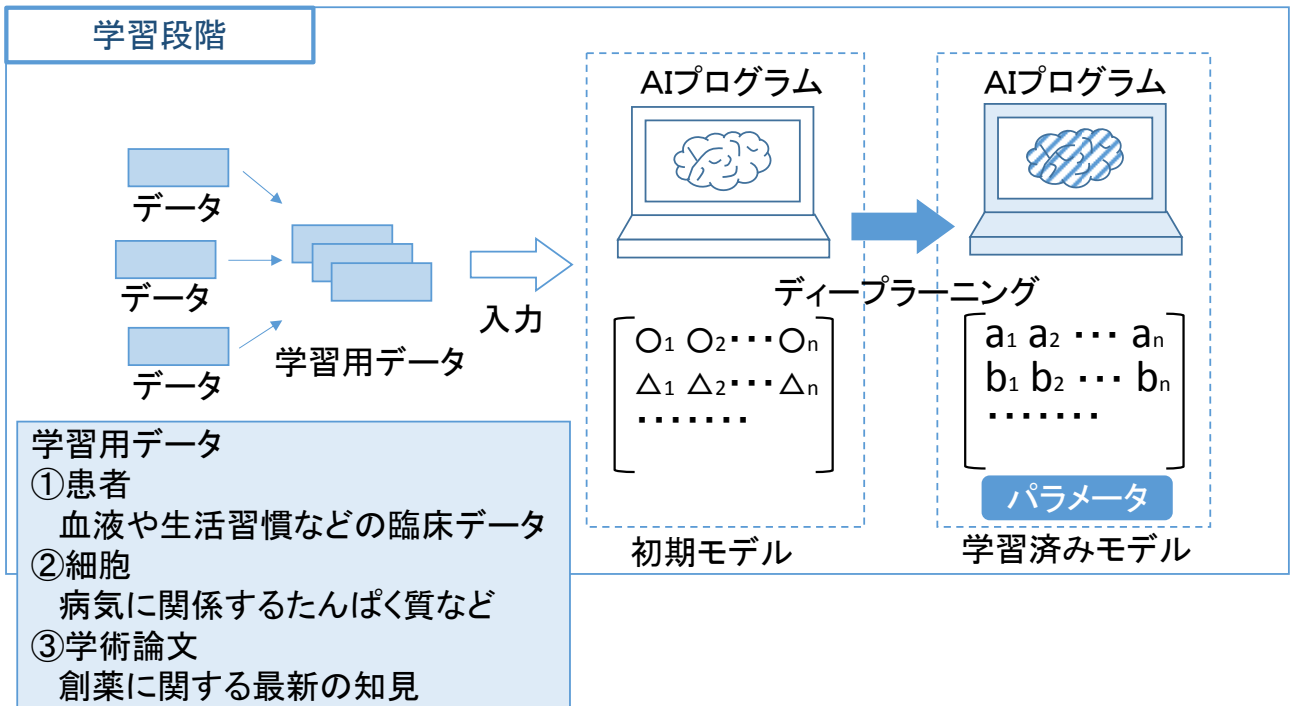 学習段階
データ
データ
データ
学習用データ
入力
AIプログラム
ディープラーニング
○1 ○2・・・○n
△1 △2・・・△n
・・・・・・・
初期モデル
AIプログラム
a1 a2 ・・・ an
b1 b2 ・・・ bn
・・・・・・・
パラメータ
学習済みモデル
学習用データ
①患者
血液や生活習慣などの臨床データ
②細胞
病気に関係するたんぱく質など
③学術論文
創薬に関する最新の知見